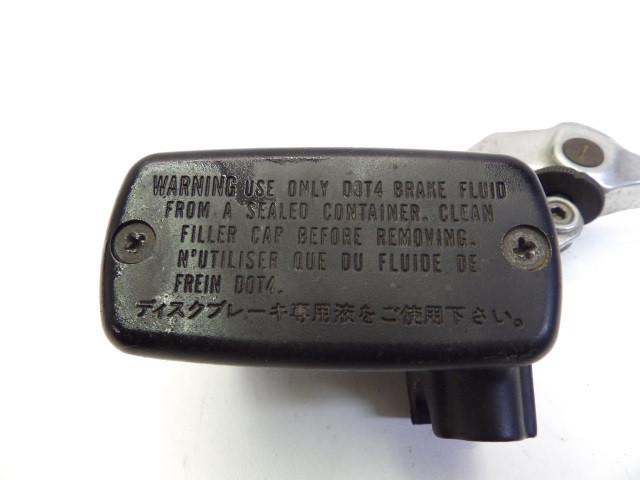 WARNING USE ONLY DOT4 BRAKE FLUID
FROM A SEALED CONTAINER. CLEAN
FILLER CAP BEFORE REMOVING.
N'UTILISER QUE DU FLUIDE DE
FREIN DOT4.
ディスクブレーキ専用液をご使用下さい。